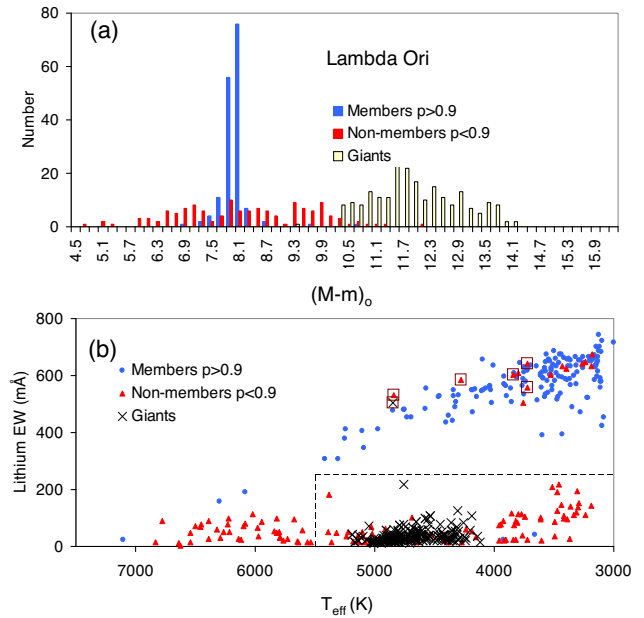 (a)
Lambda Ori
Number
80
60
40
20
0
Members p>0.9
Non-members p<0.9
Giants
4.5 5.1 5.7 6.3 6.9 7.5 8.1 8.7 9.3 9.9 10.5 11.1 11.7 12.3 12.9 13.5 14.1 14.7 15.3 15.9
(M-m)o
(b)
Lithium EW (mÅ)
800
600
400
200
0
Members p>0.9
Non-members p<0.9
Giants
7000 6000 5000 4000 3000
Teff (K)